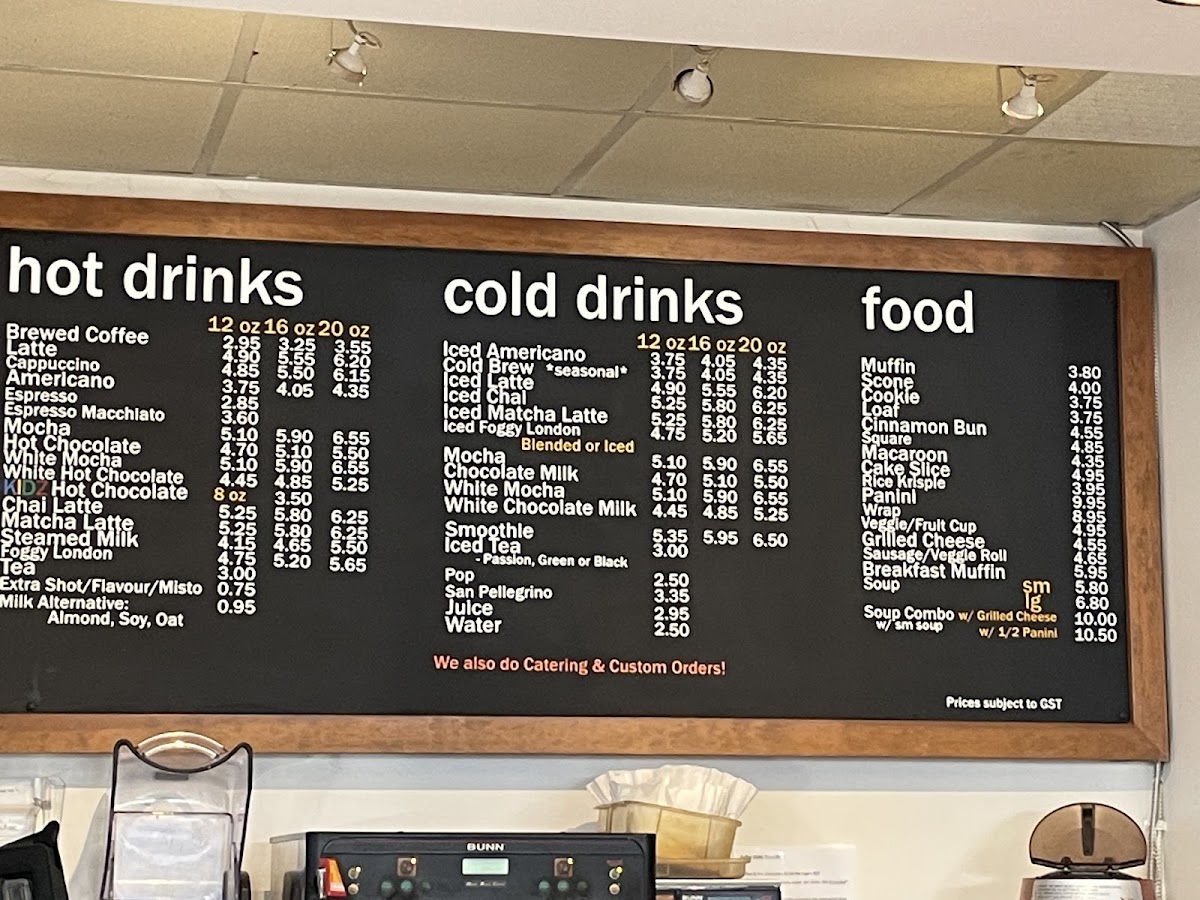 hot drinks
12 oz 16 oz 20 oz
Brewed Coffee 2.95 3.25 3.55
Latte 4.90 5.55 6.20
Cappuccino 4.85 5.50 6.15
Americano 3.75 4.05 4.35
Espresso 2.85
Espresso Macchiato 3.60
Mocha 5.10 5.90 6.55
Hot Chocolate 4.70 5.10 5.50
White Mocha 5.10 5.90 6.55
White Hot Chocolate 4.45 4.85 5.25
KIDZ Hot Chocolate 8 oz 3.50
Chai Latte 5.25 5.80 6.25
Matcha Latte 5.25 5.80 6.25
Steamed Milk 4.15 4.65 5.50
Foggy London 4.75 5.20 5.65
Tea 3.00
Extra Shot/Flavour/Misto 0.75
Milk Alternative: 0.95
Almond, Soy, Oat
cold drinks
12 oz 16 oz 20 oz
Iced Americano 3.75 4.05 4.35
Cold Brew *seasonal* 3.75 4.05 4.35
Iced Latte 4.90 5.55 6.20
Iced Chai 5.25 5.80 6.25
Iced Matcha Latte 5.25 5.80 6.25
Iced Foggy London 4.75 5.20 5.65
Blended or Iced
Mocha 5.10 5.90 6.55
Chocolate Milk 4.70 5.10 5.50
White Mocha 5.10 5.90 6.55
White Chocolate Milk 4.45 4.85 5.25
Smoothie 5.35 5.95 6.50
Iced Tea 3.00
- Passion, Green or Black
Pop 2.50
San Pellegrino 3.35
Juice 2.95
Water 2.50
We also do Catering & Custom Orders!
food
Muffin 3.80
Scone 4.00
Cookie 3.75
Loaf 3.75
Cinnamon Bun 4.55
Square 4.85
Macaroon 4.35
Cake Slice 4.95
Rice Krispie 3.95
Panini 9.95
Wrap 8.95
Veggie/Fruit Cup 4.95
Grilled Cheese 4.55
Sausage/Veggie Roll 4.65
Breakfast Muffin 5.95
Soup sm 5.80
lg 6.80
Soup Combo w/ Grilled Cheese 10.00
w/ sm soup w/ 1/2 Panini 10.50
Prices subject to GST
BUNN